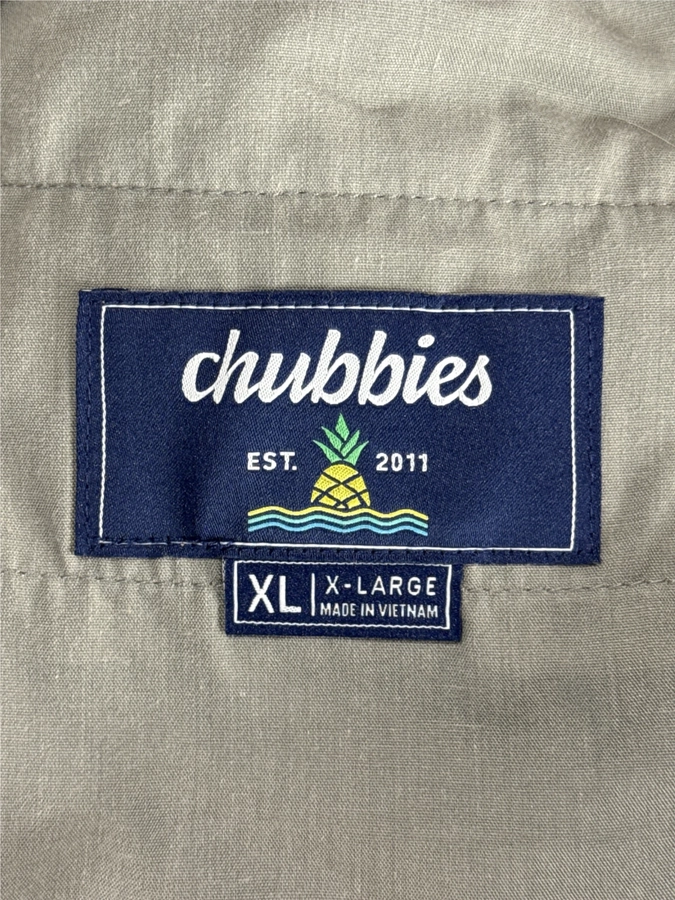 chubbies
EST. 2011
XL X-LARGE
MADE IN VIETNAM